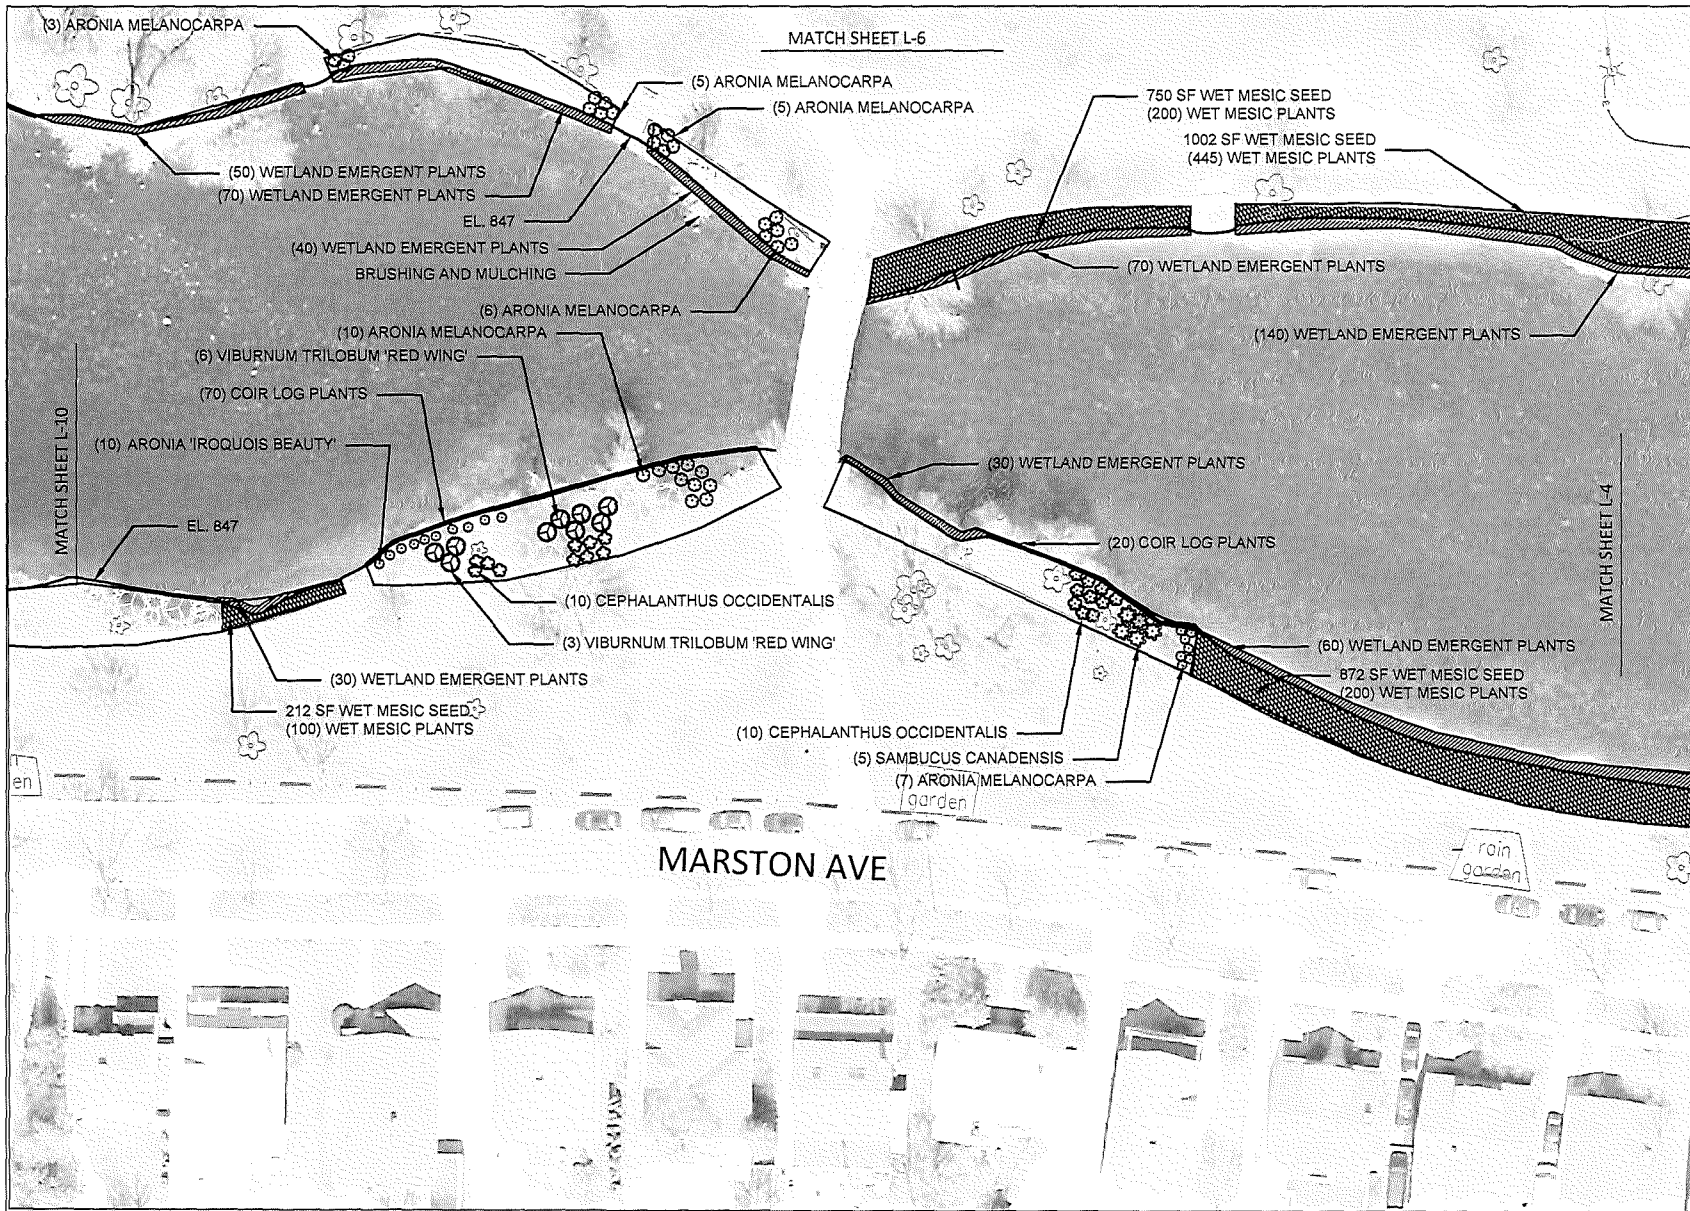 (3) ARONIA MELANOCARPA
MATCH SHEET L-6
(5) ARONIA MELANOCARPA
(5) ARONIA MELANOCARPA
750 SF WET MESIC SEED
(200) WET MESIC PLANTS
1002 SF WET MESIC SEED
(445) WET MESIC PLANTS
(50) WETLAND EMERGENT PLANTS
(70) WETLAND EMERGENT PLANTS
EL. 847
(40) WETLAND EMERGENT PLANTS
BRUSHING AND MULCHING
(70) WETLAND EMERGENT PLANTS
(6) ARONIA MELANOCARPA
(10) ARONIA MELANOCARPA
(140) WETLAND EMERGENT PLANTS
(6) VIBURNUM TRILOBUM 'RED WING'
(70) COIR LOG PLANTS
(10) ARONIA 'IROQUOIS BEAUTY'
MATCH SHEET L-10
EL. 847
(30) WETLAND EMERGENT PLANTS
(20) COIR LOG PLANTS
MATCH SHEET L-4
(10) CEPHALANTHUS OCCIDENTALIS
(3) VIBURNUM TRILOBUM 'RED WING'
(60) WETLAND EMERGENT PLANTS
872 SF WET MESIC SEED
(200) WET MESIC PLANTS
(30) WETLAND EMERGENT PLANTS
212 SF WET MESIC SEED
(100) WET MESIC PLANTS
(10) CEPHALANTHUS OCCIDENTALIS
(5) SAMBUCUS CANADENSIS
(7) ARONIA MELANOCARPA
en
garden
MARSTON AVE
rain
garden